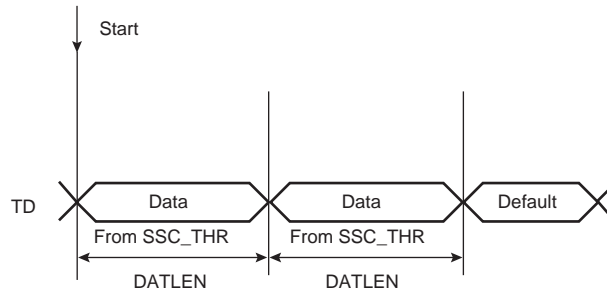 Start
TD
Data
Data
Default
From SSC_THR
From SSC_THR
DATLEN
DATLEN